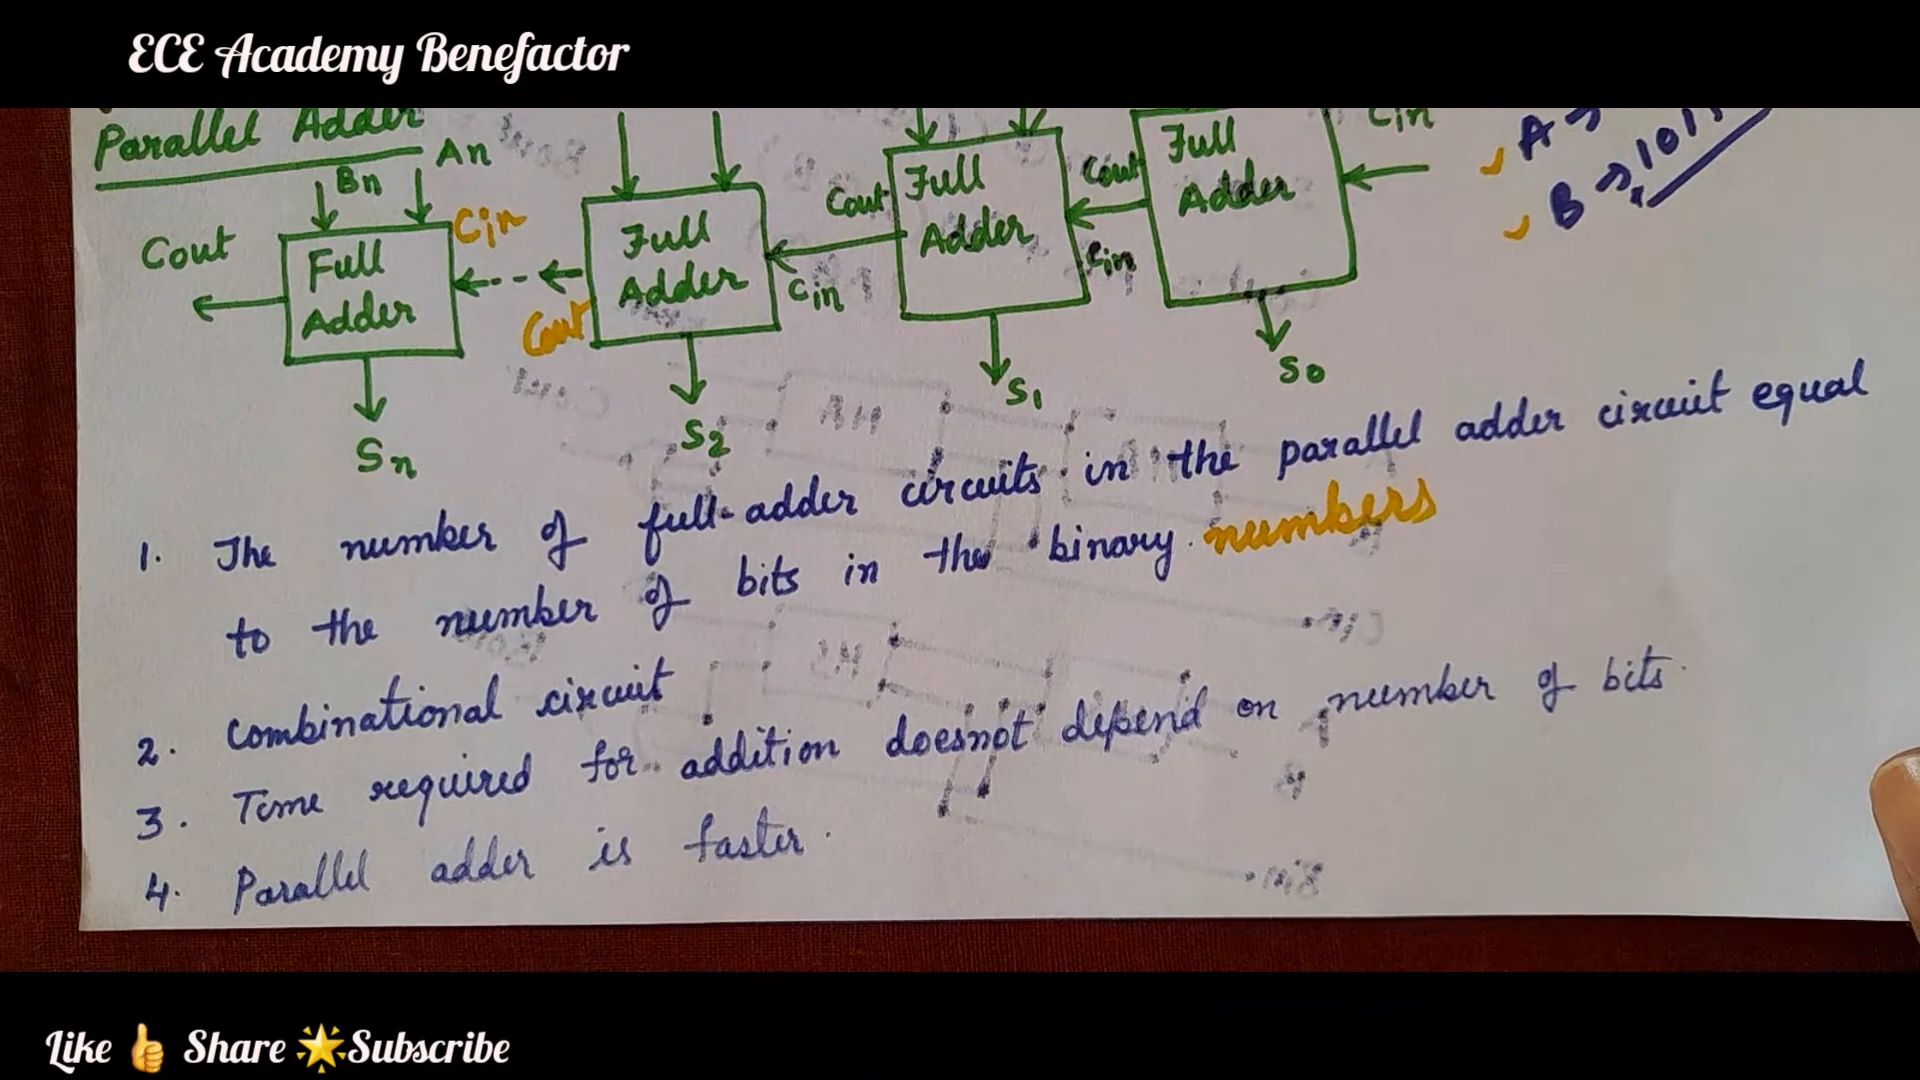 ECE Academy Benefactor
Parallel Adder
Bn An
Cin
Cout
Full Adder
Cin
Cout
Full Adder
Cout
Cin
Full Adder
Cout
Cin
Full Adder
Cin
A →
B → 101
Sn
S2
S1
S0
1. The number of full-adder circuits in the parallel adder circuit equal
to the number of bits in the binary numbers
2. Combinational circuit
3. Time required for addition doesnot depend on number of bits.
4. Parallel adder is faster.
Like 👍 Share 🌟 Subscribe